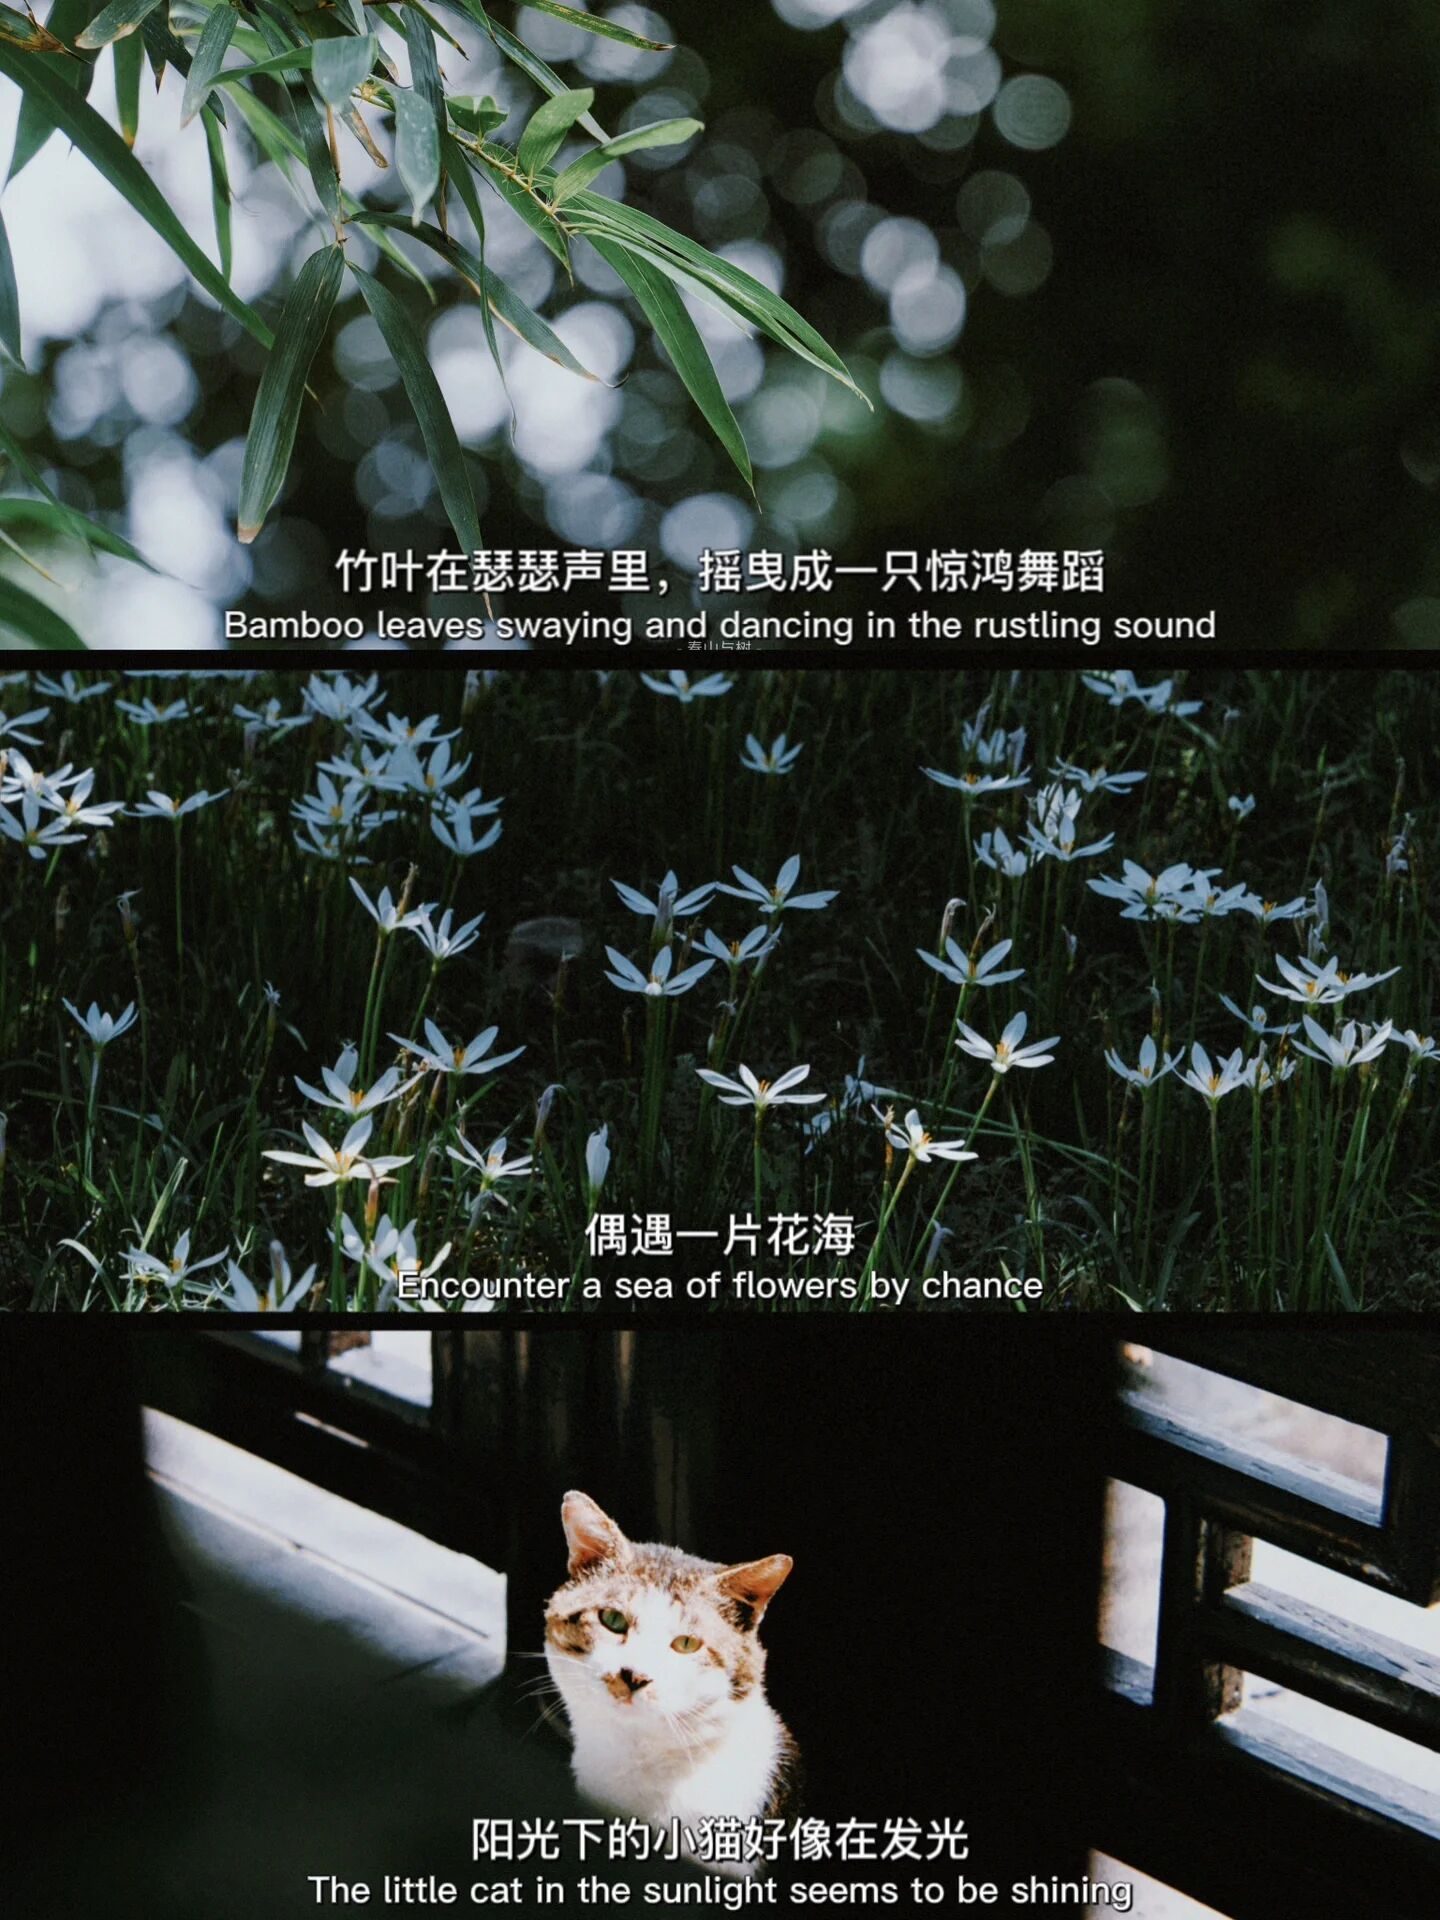 竹叶在瑟瑟声里，摇曳成一只惊鸿舞蹈
Bamboo leaves swaying and dancing in the rustling sound
偶遇一片花海
Encounter a sea of flowers by chance
阳光下的小猫好像在发光
The little cat in the sunlight seems to be shining